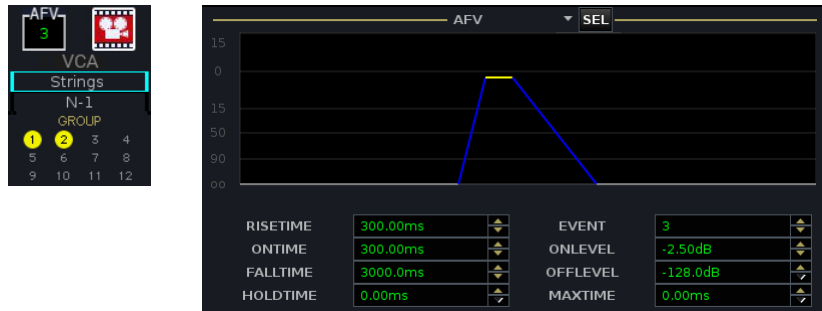 AFV
3
VCA
Strings
N-1
GROUP
1 2 3 4
5 6 7 8
9 10 11 12
AFV SEL
15
0
15
50
90
oo
RISETIME 300.00ms EVENT 3
ONTIME 300.00ms ONLEVEL -2.50dB
FALLTIME 3000.0ms OFFLEVEL -128.0dB
HOLDTIME 0.00ms MAXTIME 0.00ms